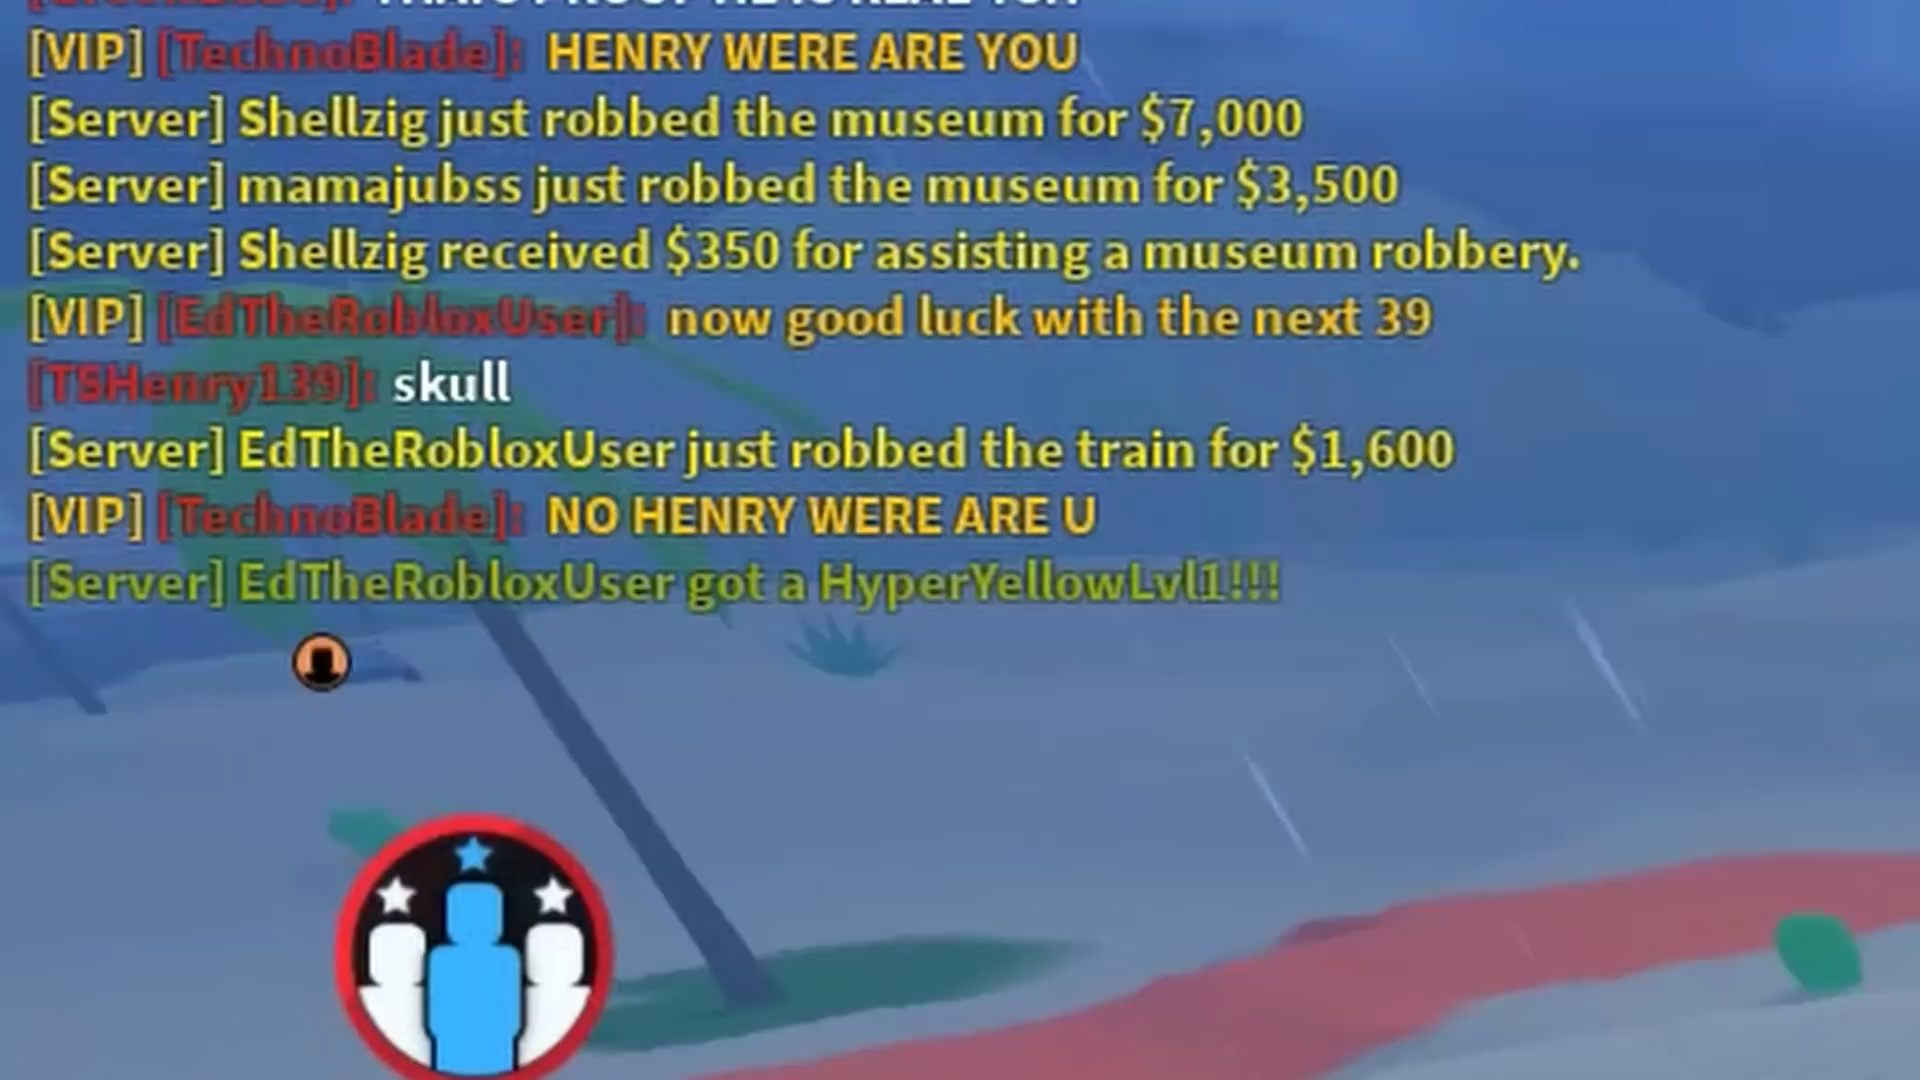 [VIP] [TechnoBlade]: HENRY WERE ARE YOU
[Server] Shellzig just robbed the museum for $7,000
[Server] mamajubss just robbed the museum for $3,500
[Server] Shellzig received $350 for assisting a museum robbery.
[VIP] [EdTheRobloxUser]: now good luck with the next 39
[TSHenry139]: skull
[Server] EdTheRobloxUser just robbed the train for $1,600
[VIP] [TechnoBlade]: NO HENRY WERE ARE U
[Server] EdTheRobloxUser got a HyperYellowLvl1!!!